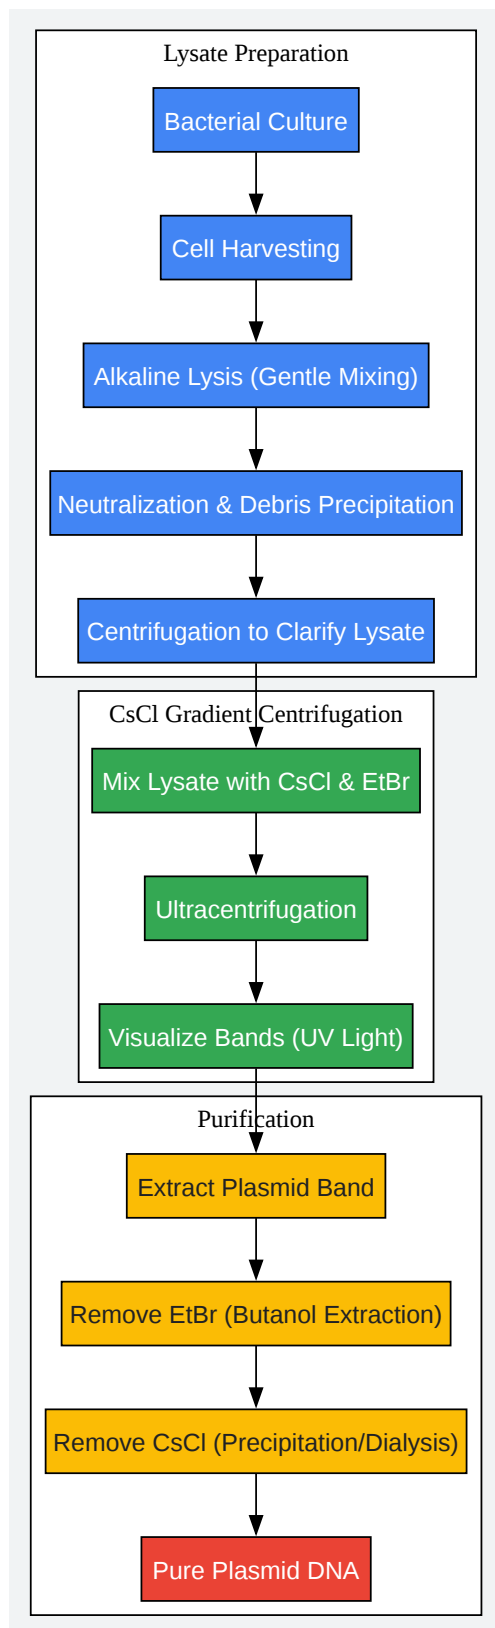 Lysate Preparation
Bacterial Culture
Cell Harvesting
Alkaline Lysis (Gentle Mixing)
Neutralization & Debris Precipitation
Centrifugation to Clarify Lysate
CsCl Gradient Centrifugation
Mix Lysate with CsCl & EtBr
Ultracentrifugation
Visualize Bands (UV Light)
Purification
Extract Plasmid Band
Remove EtBr (Butanol Extraction)
Remove CsCl (Precipitation/Dialysis)
Pure Plasmid DNA